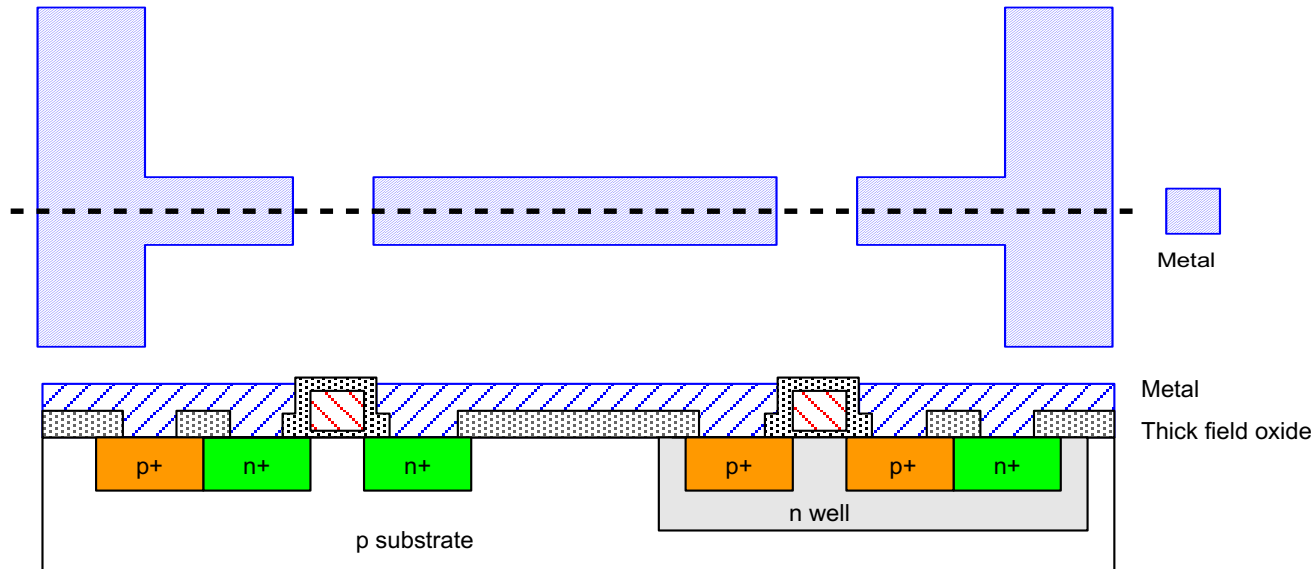 Metal
Metal
Thick field oxide
p+
n+
n+
p+
p+
n+
n well
p substrate